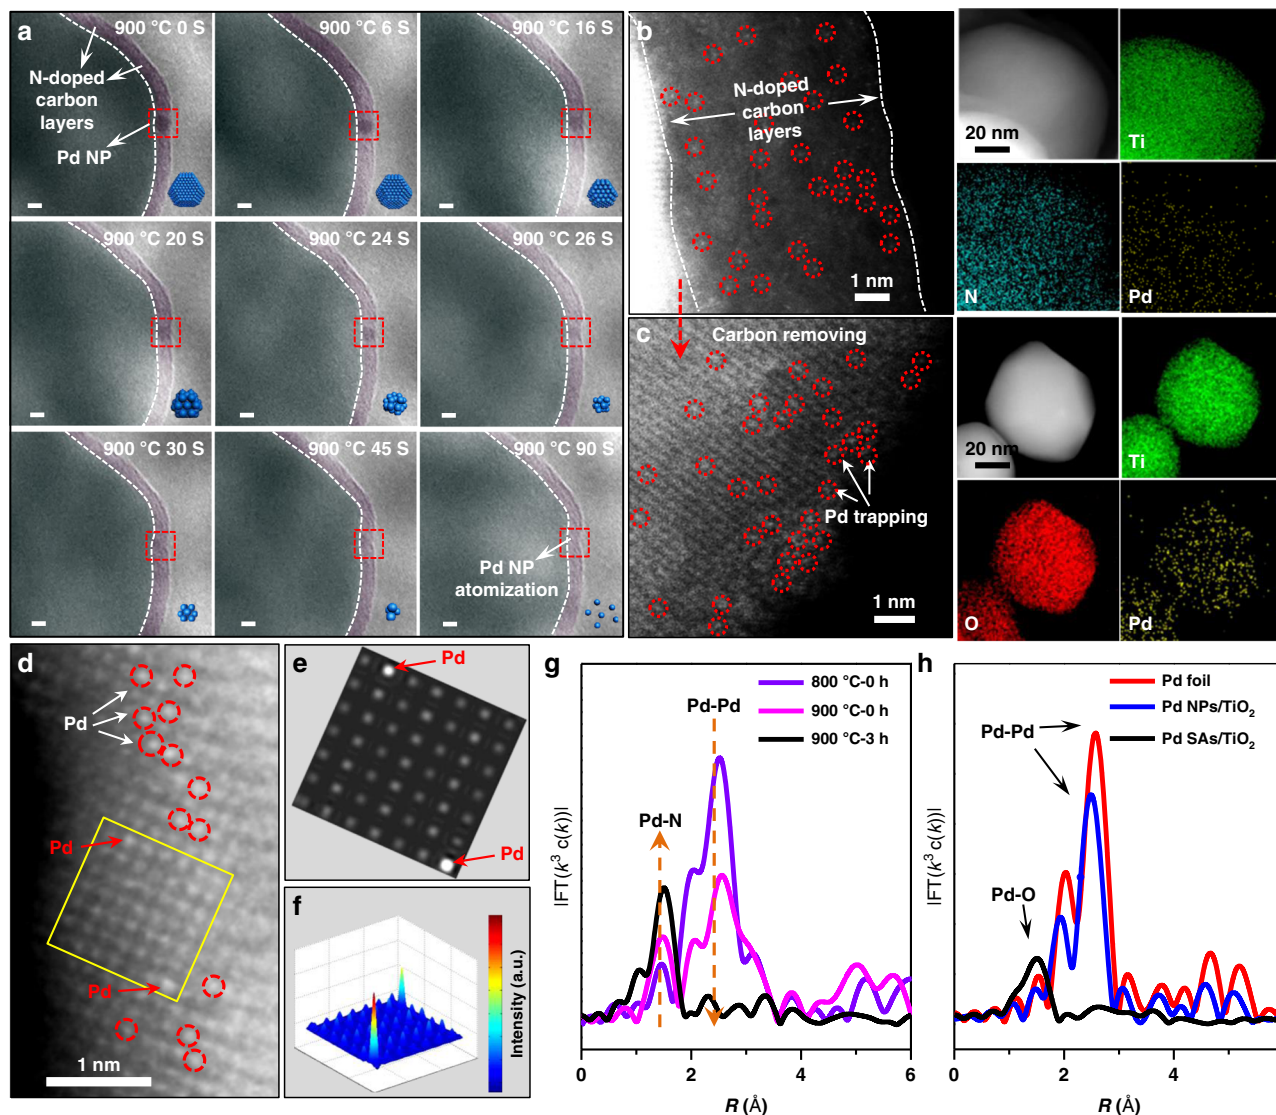 a
900 °C 0 S
900 °C 6 S
900 °C 16 S
N-doped
carbon
layers
Pd NP
900 °C 20 S
900 °C 24 S
900 °C 26 S
900 °C 30 S
900 °C 45 S
900 °C 90 S
Pd NP
atomization
b
N-doped
carbon
layers
1 nm
20 nm
Ti
N
Pd
c
Carbon removing
Pd trapping
1 nm
20 nm
Ti
O
Pd
d
Pd
Pd
Pd
1 nm
e
Pd
Pd
f
Intensity (a.u.)
g
800 °C-0 h
900 °C-0 h
900 °C-3 h
Pd-Pd
Pd-N
|FT(k³ c(k))|
0
2
4
6
R (Å)
h
Pd foil
Pd NPs/TiO₂
Pd SAs/TiO₂
Pd-Pd
Pd-O
|FT(k³ c(k))|
0
2
4
R (Å)